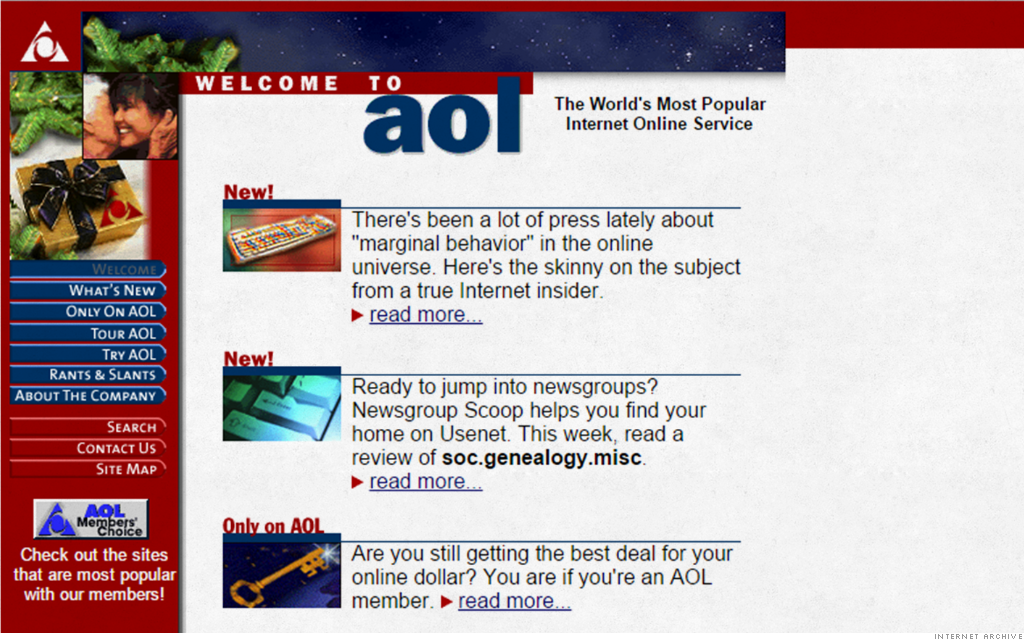 WELCOME TO
aol
The World's Most Popular
Internet Online Service
WELCOME
WHAT'S NEW
ONLY ON AOL
TOUR AOL
TRY AOL
RANTS & SLANTS
ABOUT THE COMPANY
SEARCH
CONTACT US
SITE MAP
AOL
Members'
Choice
Check out the sites
that are most popular
with our members!
New!
There's been a lot of press lately about
"marginal behavior" in the online
universe. Here's the skinny on the subject
from a true Internet insider.
read more...
New!
Ready to jump into newsgroups?
Newsgroup Scoop helps you find your
home on Usenet. This week, read a
review of soc.genealogy.misc.
read more...
Only on AOL
Are you still getting the best deal for your
online dollar? You are if you're an AOL
member. read more...
INTERNET ARCHIVE